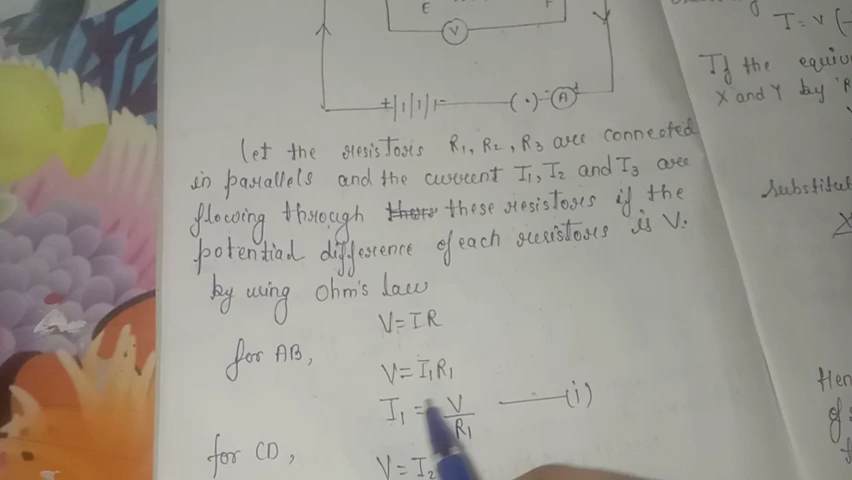 E F
V
+ - A +
let the resistors R1, R2, R3 are connected
in parallels and the current I1, I2 and I3 are
flowing through these resistors if the
potential difference of each resistors is V.
by using Ohm's law
V = IR
for AB,
V = I1R1
I1 = V/R1 —— (i)
for CD,
V = I2
I = V (
If the equiv
X and Y by 'R
Substitut
Hen
of